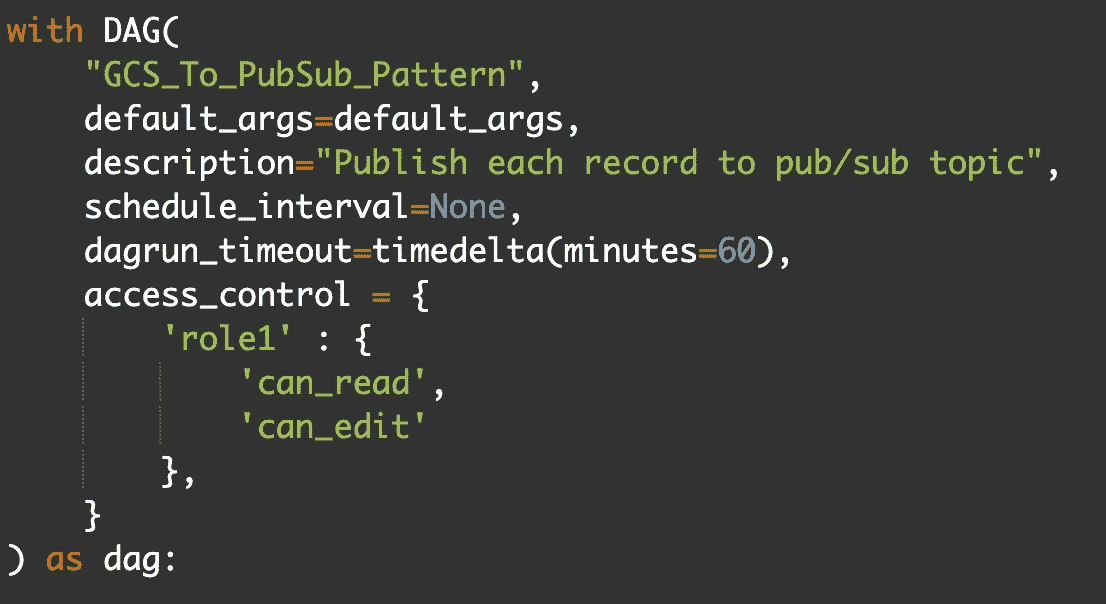 with DAG(
    "GCS_To_PubSub_Pattern",
    default_args=default_args,
    description="Publish each record to pub/sub topic",
    schedule_interval=None,
    dagrun_timeout=timedelta(minutes=60),
    access_control = {
        'role1' : {
            'can_read',
            'can_edit'
        },
    }
) as dag: